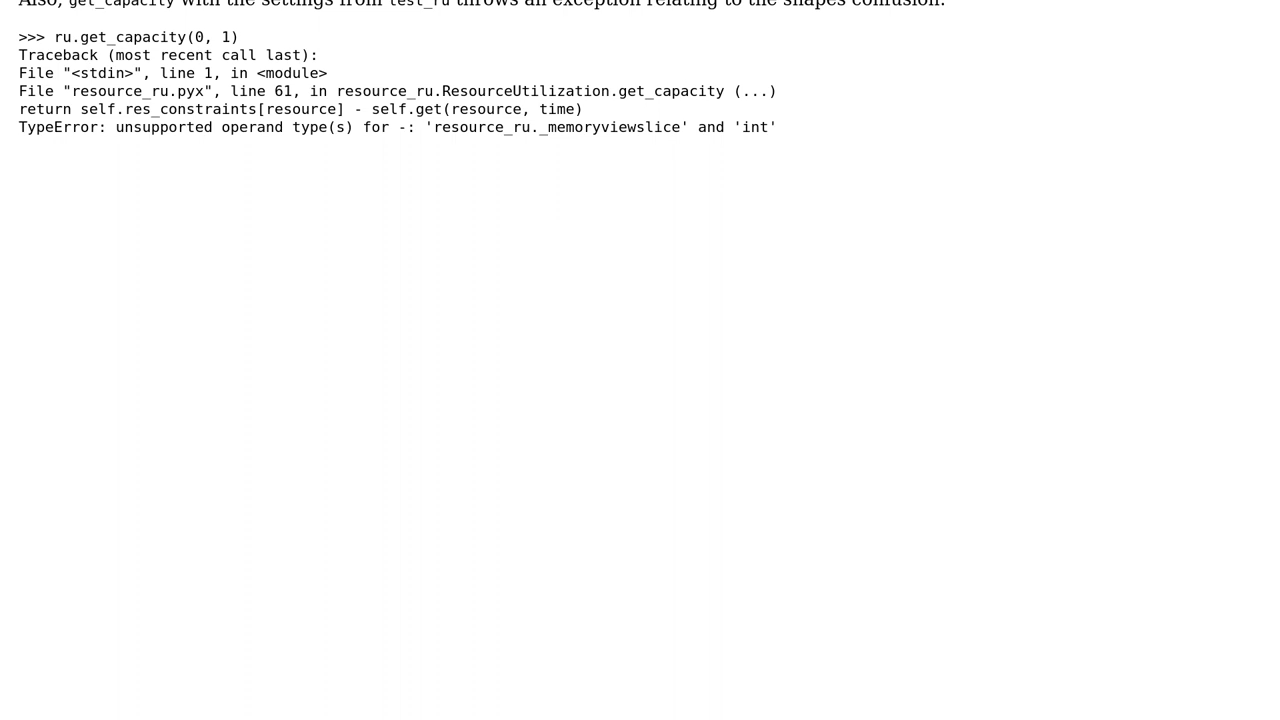 Also, get_capacity with the settings from test_ru throws an exception relating to the shapes confusion:
>>> ru.get_capacity(0, 1)
Traceback (most recent call last):
File "<stdin>", line 1, in <module>
File "resource_ru.pyx", line 61, in resource_ru.ResourceUtilization.get_capacity (...)
return self.res_constraints[resource] - self.get(resource, time)
TypeError: unsupported operand type(s) for -: 'resource_ru._memoryviewslice' and 'int'